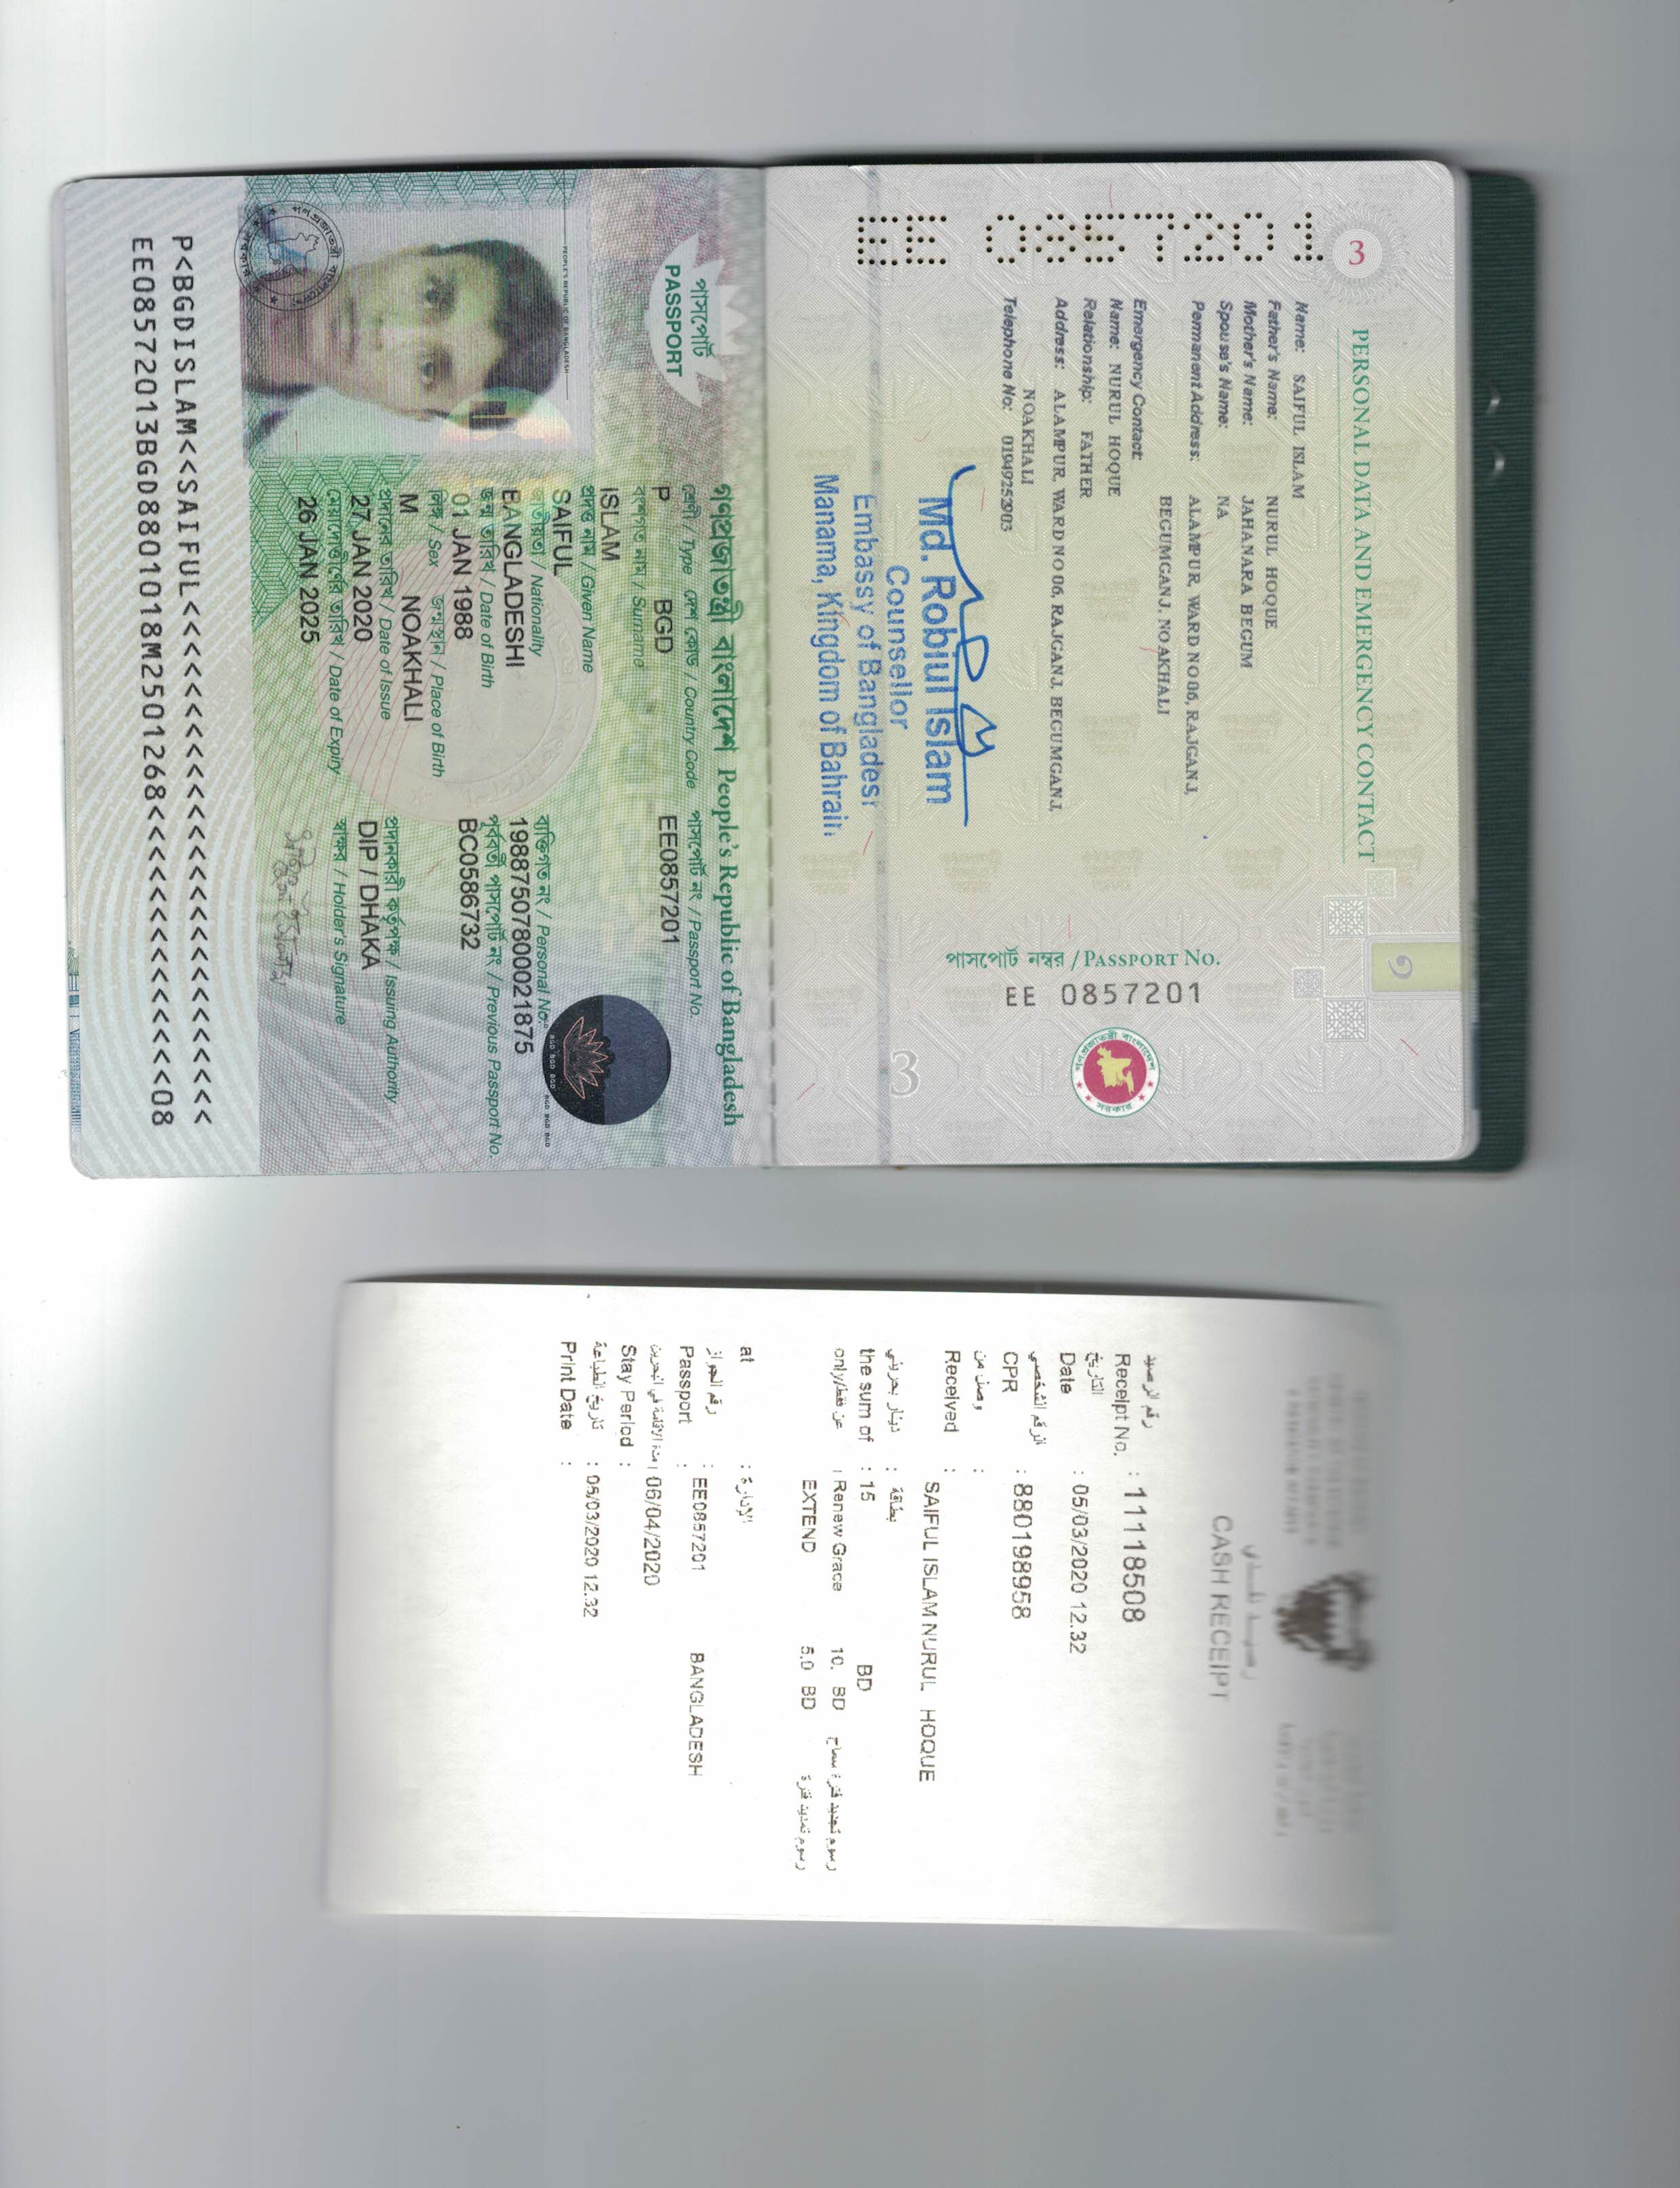 3
PERSONAL DATA AND EMERGENCY CONTACT
Name: SAIFUL ISLAM
Father's Name: NURUL HOQUE
Mother's Name: JAHANARA BEGUM
Spouse's Name: NA
Permanent Address: ALAMPUR, WARD NO 06, RAJGANJ,
BEGUMGANJ, NOAKHALI
Emergency Contact:
Name: NURUL HOQUE
Relationship: FATHER
Address: ALAMPUR, WARD NO 06, RAJGANJ, BEGUMGANJ,
NOAKHALI
Telephone No: 01949252903
EE 0857201
Md. Robiul Islam
Counsellor
Embassy of Bangladesh
Manama, Kingdom of Bahrain
পাসপোর্ট নম্বর / PASSPORT No.
EE 0857201
3
গণপ্রজাতন্ত্রী বাংলাদেশ People's Republic of Bangladesh
পাসপোর্ট
PASSPORT
শ্রেণী / Type দেশ কোড / Country Code পাসপোর্ট নং / Passport No.
P BGD EE0857201
বংশগত নাম / Surname
ISLAM
প্রদত্ত নাম / Given Name
SAIFUL
জাতীয়তা / Nationality ব্যক্তিগত নং / Personal No.
BANGLADESHI 19887507800021875
জন্ম তারিখ / Date of Birth পূর্ববর্তী পাসপোর্ট নং / Previous Passport No.
01 JAN 1988 BC0586732
লিঙ্গ / Sex জন্মস্থান / Place of Birth
M NOAKHALI
প্রদানের তারিখ / Date of Issue প্রদানকারী কর্তৃপক্ষ / Issuing Authority
27 JAN 2020 DIP / DHAKA
মেয়াদোত্তীর্ণের তারিখ / Date of Expiry স্বাক্ষর / Holder's Signature
26 JAN 2025
P<BGDISLAM<<SAIFUL<<<<<<<<<<<<<<<<<<<<<<<<<<
EE08572013BGD8801018M2501268<<<<<<<<<<<<<<08
CASH RECEIPT
رقم الرصيد
Receipt No. : 11118508
التاريخ
Date : 05/03/2020 12.32
الرقم الشخصي
CPR : 880198958
وصل من :
Received :
SAIFUL ISLAM NURUL HOQUE
دينار بحريني : بطاقة
the sum of : 15 BD
عن فقط/only : Renew Grace 10. BD رسوم تجديد فترة سماح
EXTEND 5.0 BD رسوم تمديد فترة
at : الإدارة
رقم الجواز
Passport : EE0857201 BANGLADESH
مدة الاقامة في البحرين : 06/04/2020
Stay Period :
تاريخ الطباعة : 05/03/2020 12.32
Print Date :